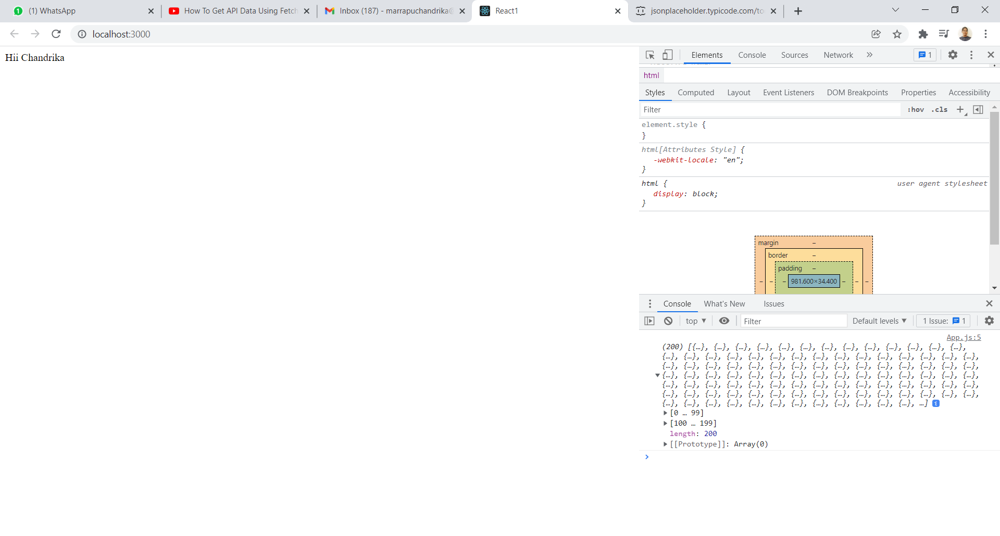 (1) WhatsApp
How To Get API Data Using Fetch
Inbox (187) - marrapuchandrika@
React1
jsonplaceholder.typicode.com/to
localhost:3000
Hii Chandrika
Elements Console Sources Network » 1
html
Styles Computed Layout Event Listeners DOM Breakpoints Properties Accessibility
Filter :hov .cls +
element.style {
}
html[Attributes Style] {
-webkit-locale: "en";
}
html { user agent stylesheet
display: block;
}
margin –
border –
padding –
– – – 981.600×34.400 – – –
Console What's New Issues
top ▼ Filter Default levels ▼ 1 Issue: 1
App.js:5
(200) [{…}, {…}, {…}, {…}, {…}, {…}, {…}, {…}, {…}, {…}, {…}, {…}, {…},
{…}, {…}, {…}, {…}, {…}, {…}, {…}, {…}, {…}, {…}, {…}, {…}, {…}, {…}, {…},
{…}, {…}, {…}, {…}, {…}, {…}, {…}, {…}, {…}, {…}, {…}, {…}, {…}, {…}, {…},
{…}, {…}, {…}, {…}, {…}, {…}, {…}, {…}, {…}, {…}, {…}, {…}, {…}, {…}, {…},
{…}, {…}, {…}, {…}, {…}, {…}, {…}, {…}, {…}, {…}, {…}, {…}, {…}, {…}, {…},
{…}, {…}, {…}, {…}, {…}, {…}, {…}, {…}, {…}, {…}, {…}, {…}, {…}, {…}, {…},
{…}, {…}, {…}, {…}, {…}, {…}, {…}, {…}, {…}, {…}, {…}, {…}, …] i
[0 … 99]
[100 … 199]
length: 200
[[Prototype]]: Array(0)